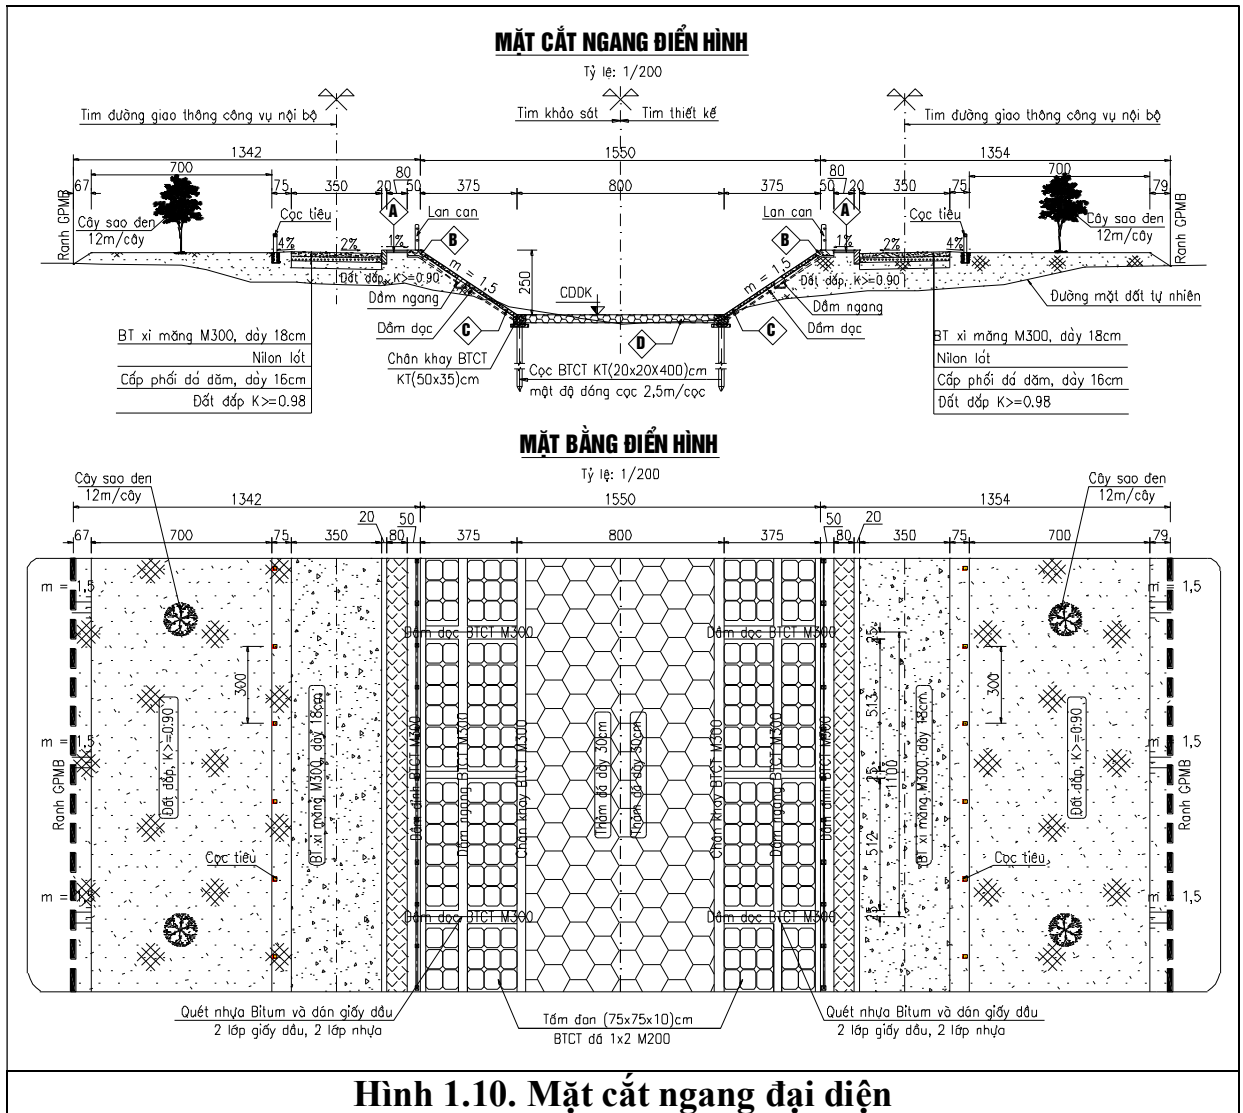 MẶT CẮT NGANG ĐIỂN HÌNH
Tỷ lệ: 1/200
Tim đường giao thông công vụ nội bộ
Tim khảo sát
Tim thiết kế
Tim đường giao thông công vụ nội bộ
1342
1550
1354
67
700
75
350
20
80
50
375
800
375
50
80
20
350
75
700
79
Ranh GPMB
Cây sao đen
12m/cây
Cọc tiêu
4%
2%
1%
A
Lan can
B
m = 1,5
Đất đắp, K>=0.90
Dầm ngang
Dầm dọc
C
250
CDDK
D
Lan can
B
A
1%
2%
4%
Cọc tiêu
Cây sao đen
12m/cây
Ranh GPMB
m = 1,5
Đất đắp, K>=0.90
Dầm ngang
Dầm dọc
C
Đường mặt đất tự nhiên
BT xi măng M300, dày 18cm
Nilon lót
Cấp phối đá dăm, dày 16cm
Đất đắp K>=0.98
Chân khay BTCT
KT(50x35)cm
Cọc BTCT KT(20x20X400)cm
mật độ đóng cọc 2,5m/cọc
BT xi măng M300, dày 18cm
Nilon lót
Cấp phối đá dăm, dày 16cm
Đất đắp K>=0.98
MẶT BẰNG ĐIỂN HÌNH
Tỷ lệ: 1/200
Cây sao đen
12m/cây
Cây sao đen
12m/cây
1342
1550
1354
67
700
75
350
20
80
50
375
800
375
50
80
20
350
75
700
79
m = 1,5
m = 1,5
m = 1,5
Ranh GPMB
Đất đắp, K>=0.90
300
Cọc tiêu
BT xi măng M300, dày 18cm
Dầm đỉnh BTCT M300
Dầm ngang BTCT M300
Chân khay BTCT M300
Dầm dọc BTCT M300
Dầm dọc BTCT M300
Thảm đá dày 30cm
Thảm đá dày 30cm
Dầm dọc BTCT M300
Dầm dọc BTCT M300
Chân khay BTCT M300
Dầm ngang BTCT M300
Dầm đỉnh BTCT M300
25
513
25
512
25
1100
BT xi măng M300, dày 18cm
300
Cọc tiêu
Đất đắp, K>=0.90
m = 1,5
m = 1,5
m = 1,5
Ranh GPMB
Quét nhựa Bitum và dán giấy dầu
2 lớp giấy dầu, 2 lớp nhựa
Tấm đan (75x75x10)cm
BTCT đá 1x2 M200
Quét nhựa Bitum và dán giấy dầu
2 lớp giấy dầu, 2 lớp nhựa
Hình 1.10. Mặt cắt ngang đại diện